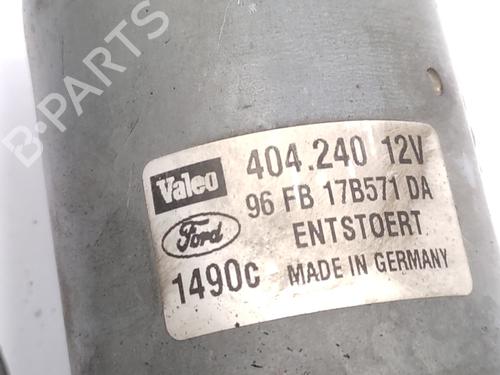 B-PARTS
Valeo 404.240 12V
Ford 96 FB 17B571 DA
ENTSTOERT
1490c MADE IN GERMANY